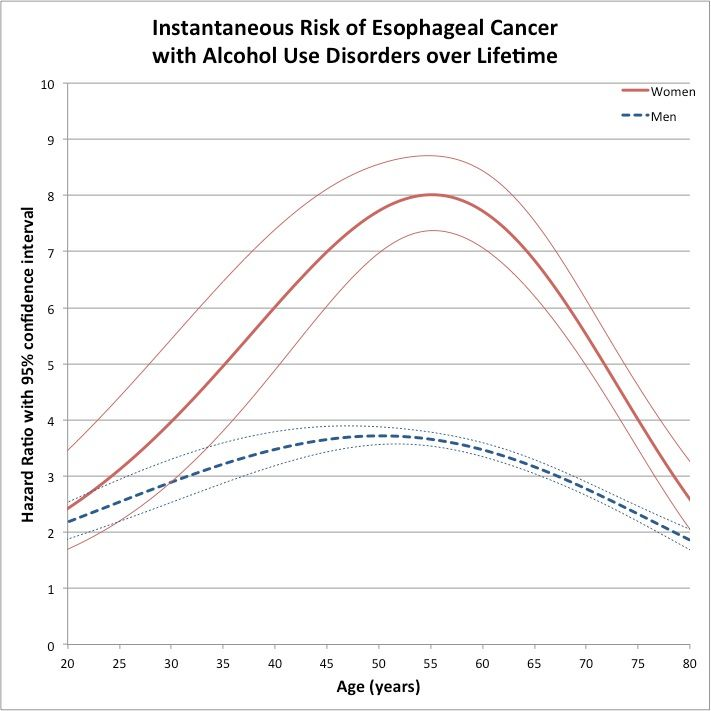 Instantaneous Risk of Esophageal Cancer
with Alcohol Use Disorders over Lifetime
Women
Men
Hazard Ratio with 95% confidence interval
10
9
8
7
6
5
4
3
2
1
0
20 25 30 35 40 45 50 55 60 65 70 75 80
Age (years)